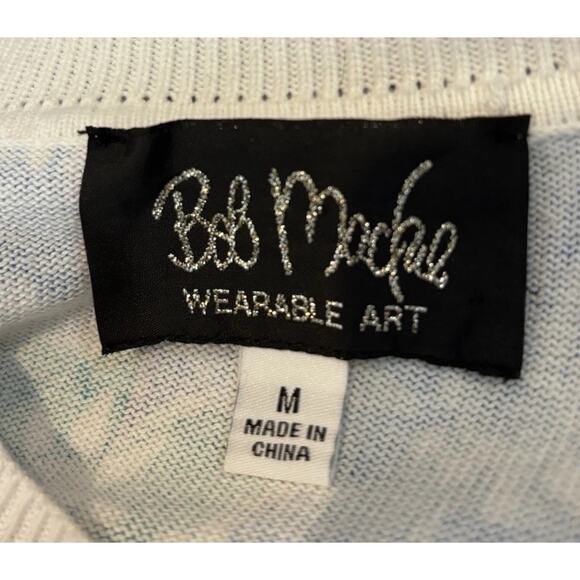 Bob Mackie
WEARABLE ART
M
MADE IN
CHINA